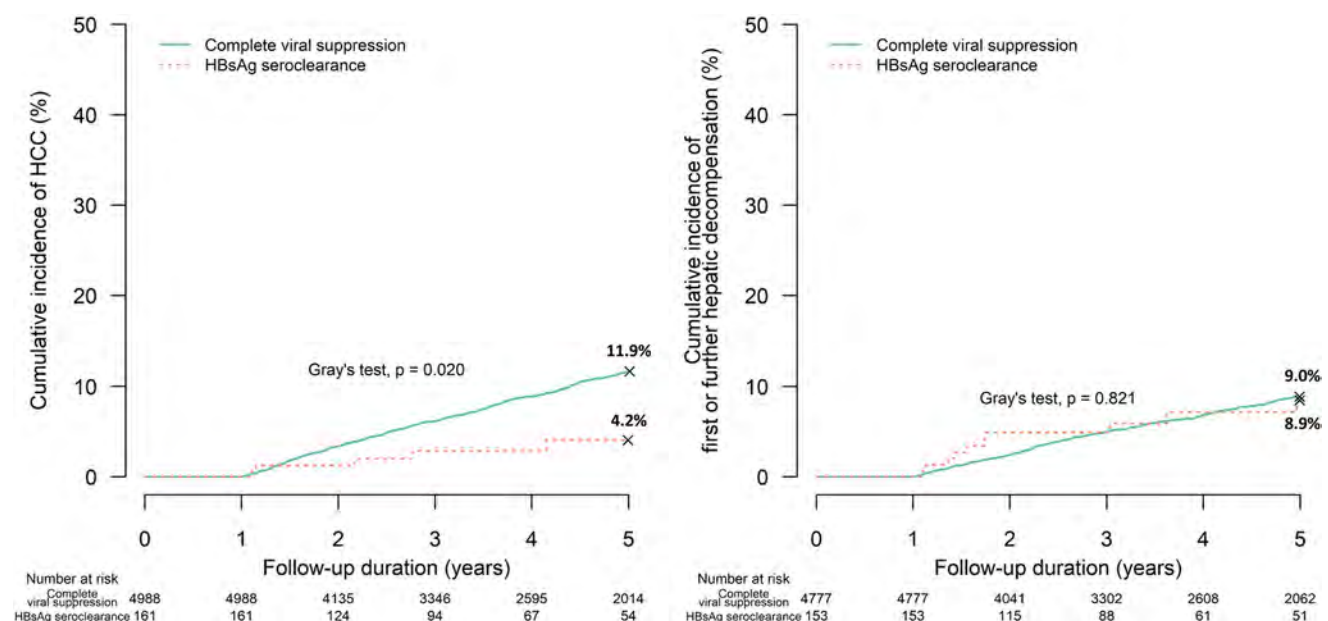 Cumulative incidence of HCC (%)
50
40
30
20
10
0
Complete viral suppression
HBsAg seroclearance
Gray's test, p = 0.020
11.9%
4.2%
0 1 2 3 4 5
Follow-up duration (years)
Number at risk
Complete
viral suppression 4988 4988 4135 3346 2595 2014
HBsAg seroclearance 161 161 124 94 67 54
Cumulative incidence of
first or further hepatic decompensation (%)
50
40
30
20
10
0
Complete viral suppression
HBsAg seroclearance
Gray's test, p = 0.821
9.0%
8.9%
0 1 2 3 4 5
Follow-up duration (years)
Number at risk
Complete
viral suppression 4777 4777 4041 3302 2608 2062
HBsAg seroclearance 153 153 115 88 61 51